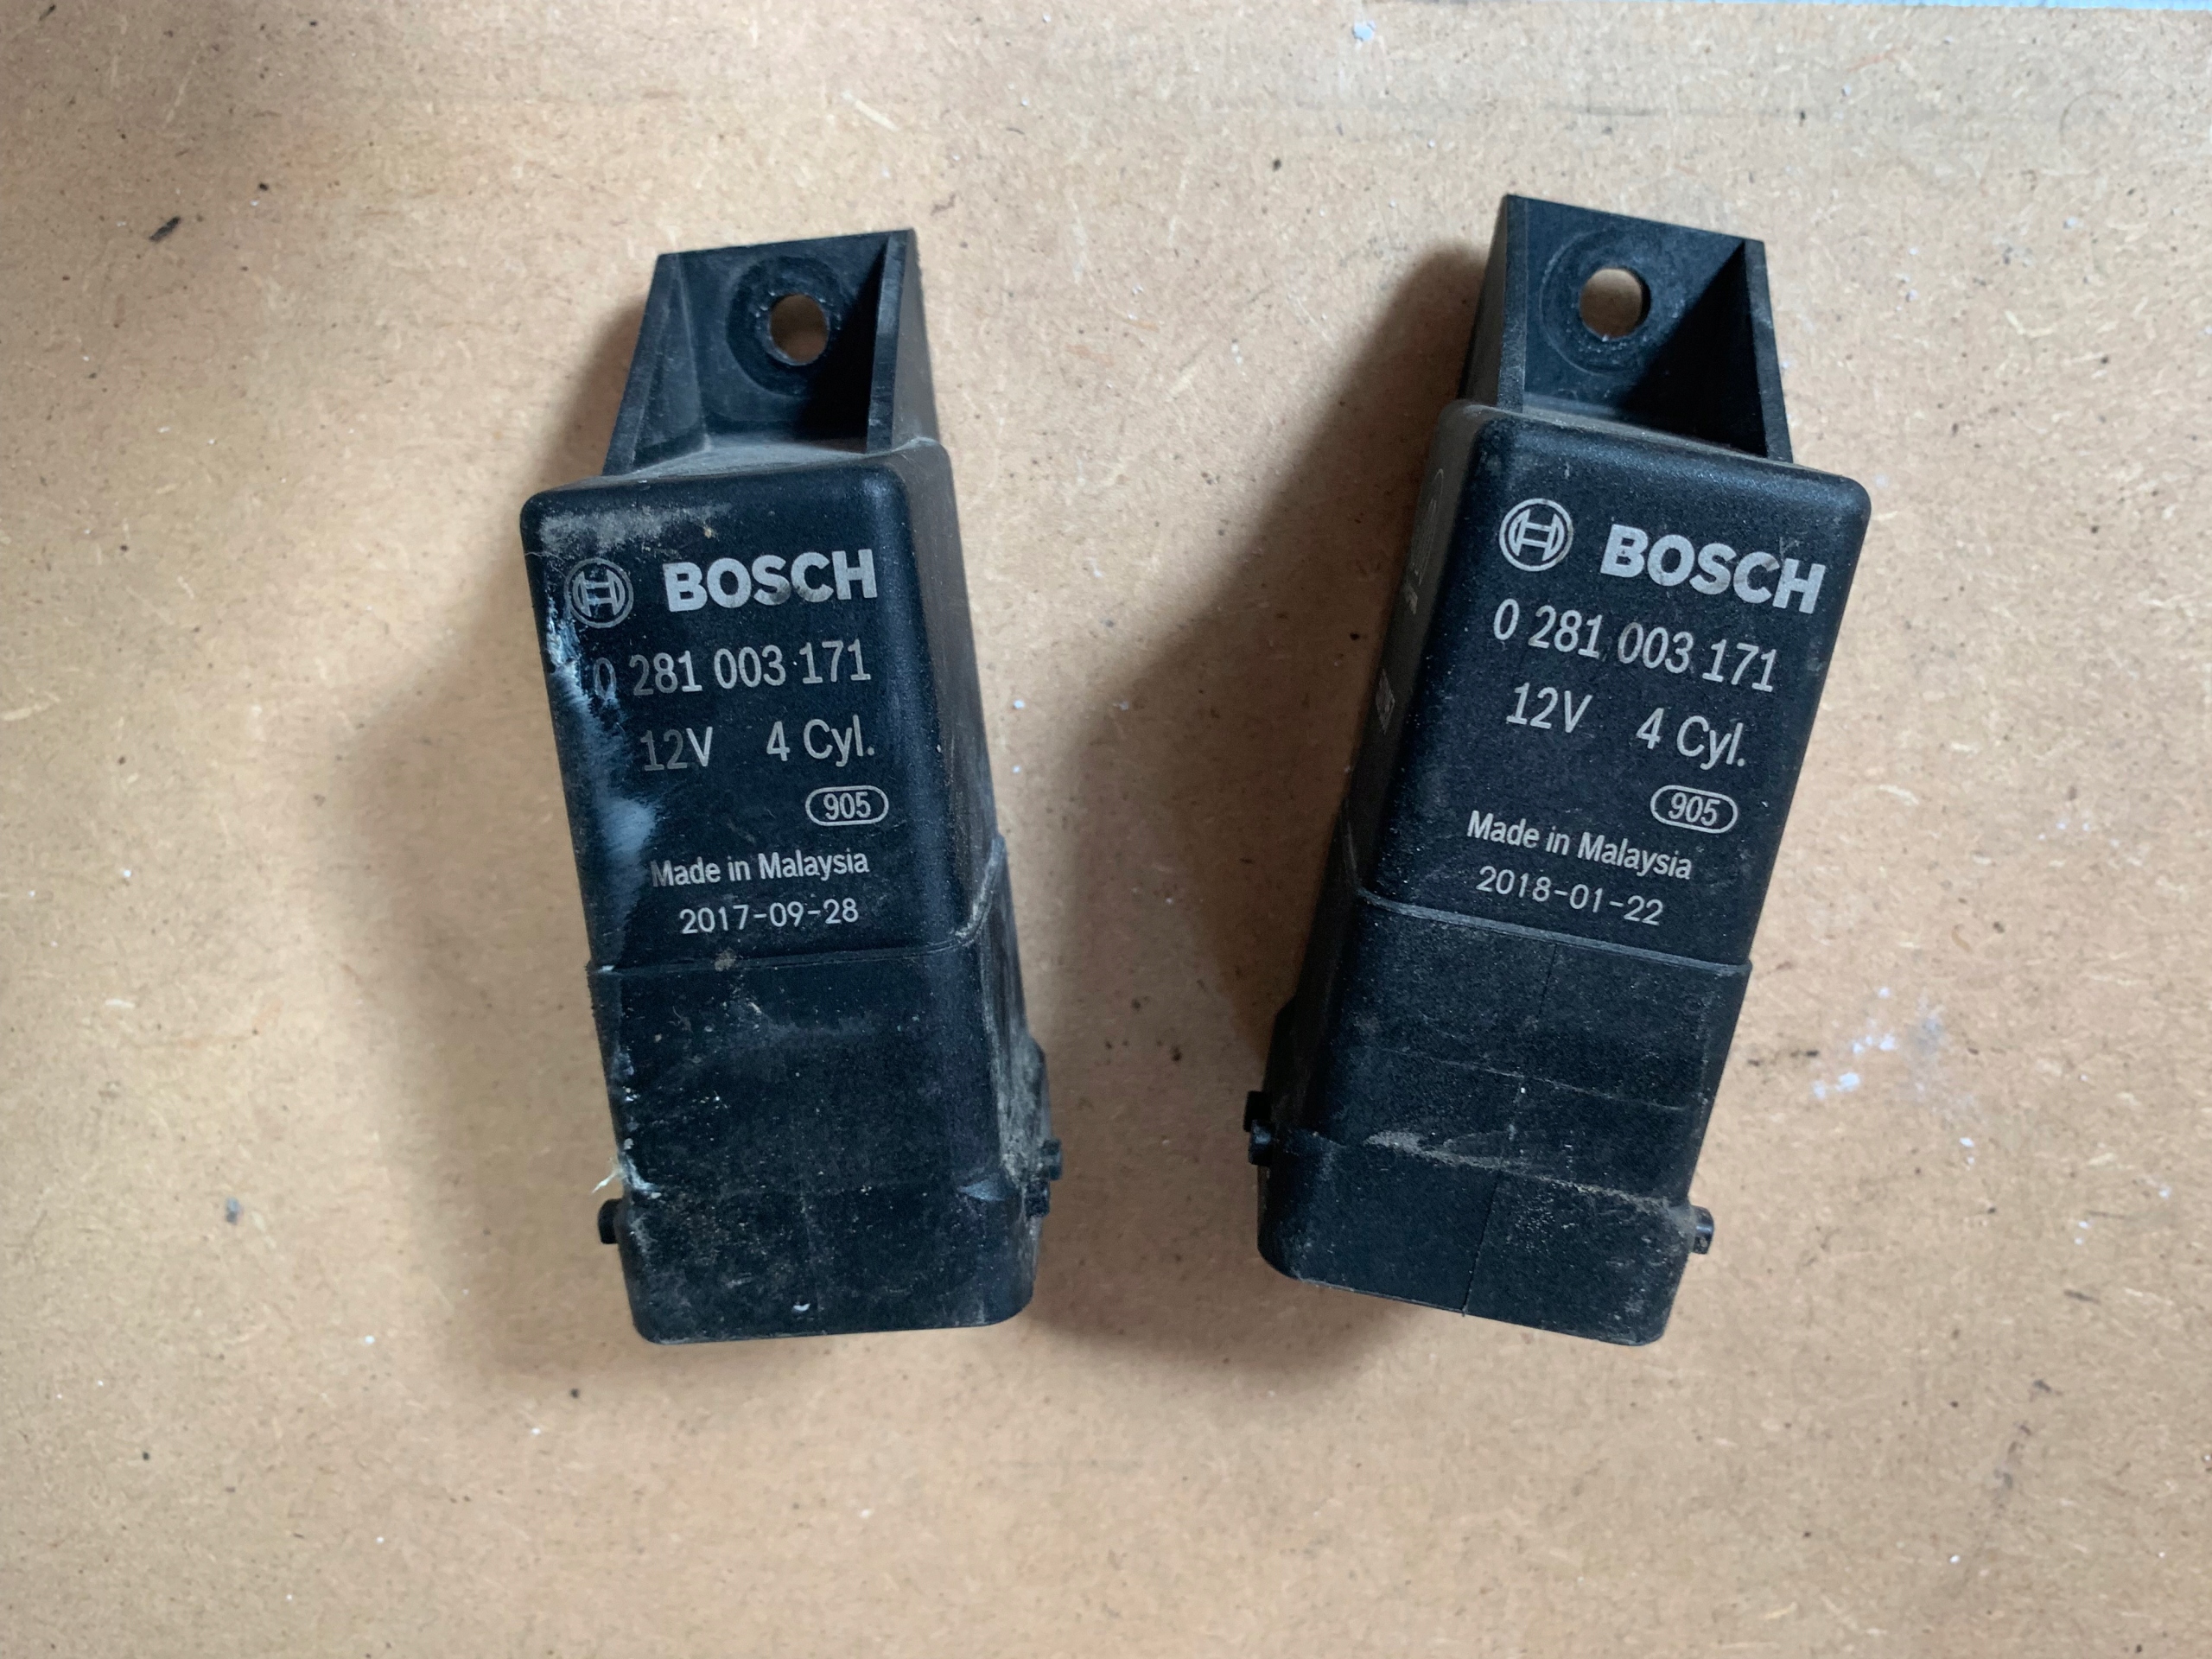 BOSCH
0 281 003 171
12V 4 Cyl.
905
Made in Malaysia
2017-09-28
BOSCH
0 281 003 171
12V 4 Cyl.
905
Made in Malaysia
2018-01-22